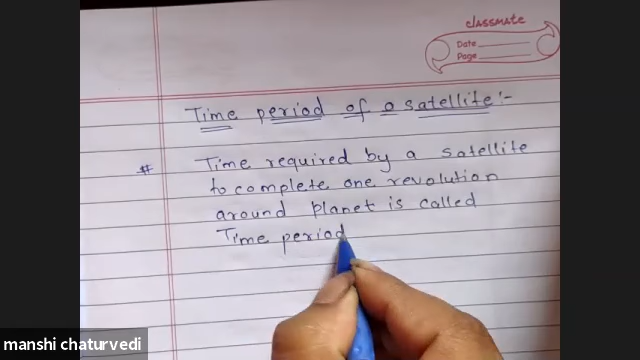 classmate
Date
Page
Time period of a satellite :-
# Time required by a satellite
to complete one revolution
around planet is called
Time period
manshi chaturvedi